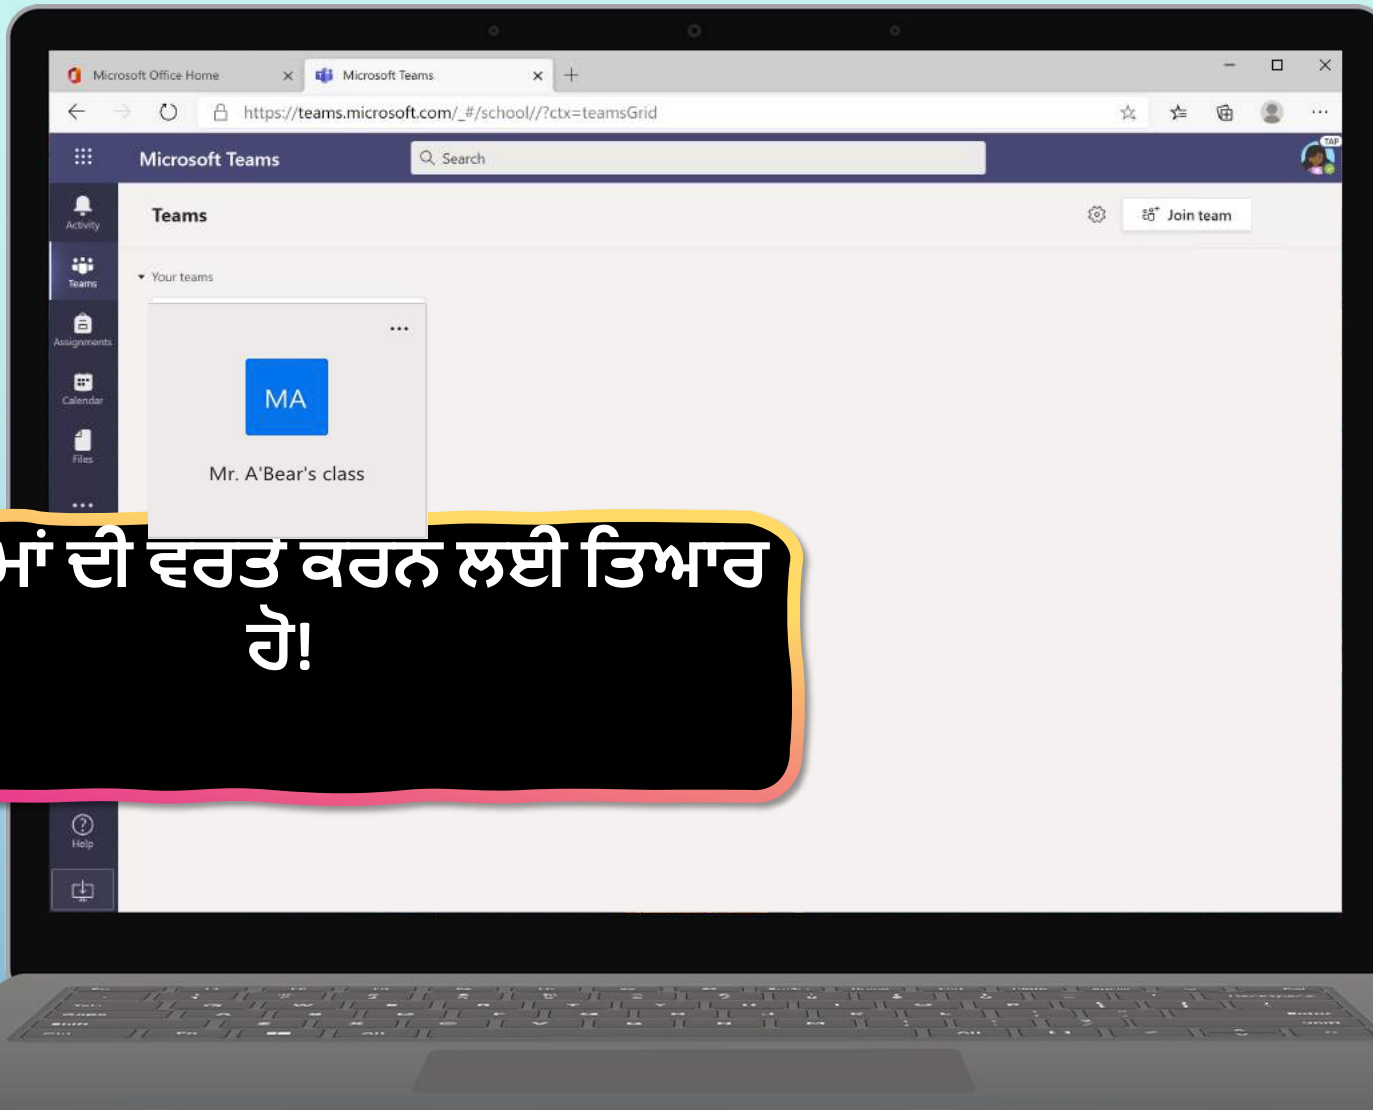 Microsoft Office Home
Microsoft Teams
https://teams.microsoft.com/_#/school//?ctx=teamsGrid
Microsoft Teams
Search
TAP
Activity
Teams
Join team
Teams
Your teams
Assignments
MA
Calendar
Mr. A'Bear's class
Files
ਦੀ ਵਰਤੋਂ ਕਰਨ ਲਈ ਤਿਆਰ
ਹੋ!
Help